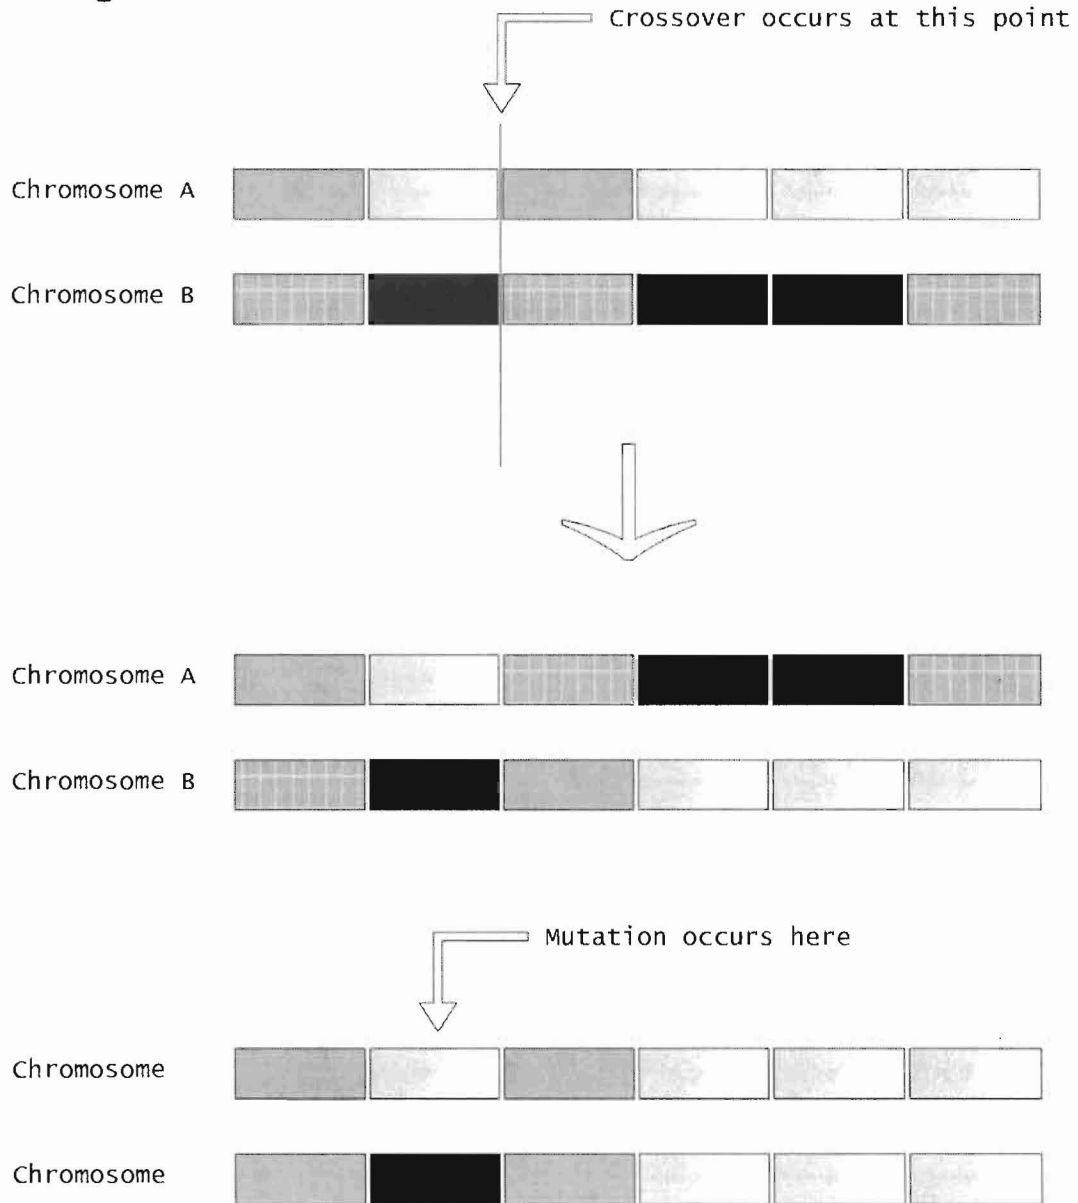 Crossover occurs at this point
Chromosome A
Chromosome B
Chromosome A
Chromosome B
Mutation occurs here
Chromosome
Chromosome